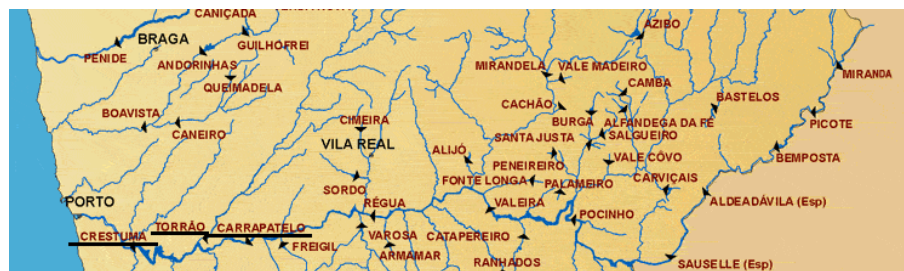 CANIÇADA
AZIBO
BRAGA
GUILHOFREI
PENIDE
ANDORINHAS
MIRANDELA
VALE MADEIRO
MIRANDA
QUEIMADELA
CAMBA
BASTELOS
CACHÃO
BOAVISTA
CIMEIRA
BURGA
ALFANDEGA DA FÉ
PICOTE
CANEIRO
SANTA JUSTA
SALGUEIRO
VILA REAL
ALIJÓ
BEMPOSTA
PENEIREIRO
VALE CÔVO
FONTE LONGA
SORDO
PALAMEIRO
CARVIÇAIS
PORTO
RÉGUA
VALEIRA
ALDEADÁVILA (Esp)
POCINHO
TORRÃO
CARRAPATELO
CRESTUMA
VAROSA
CATAPEREIRO
FREIGIL
ARMAMAR
RANHADOS
SAUSELLE (Esp)